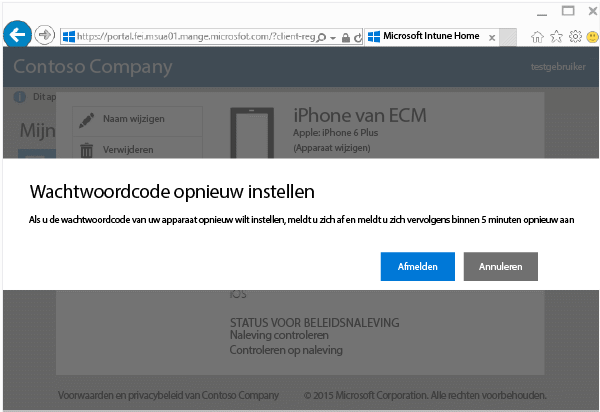 https://portal.fei.msua01.mange.microsfot.com/?client-reg
Microsoft Intune Home
Contoso Company
testgebruiker
Dit ap
Mijn
Naam wijzigen
Verwijderen
iPhone van ECM
Apple: iPhone 6 Plus
(Apparaat wijzigen)
Wachtwoordcode opnieuw instellen
Als u de wachtwoordcode van uw apparaat opnieuw wilt instellen, meldt u zich af en meldt u zich vervolgens binnen 5 minuten opnieuw aan
Afmelden
Annuleren
iOS
STATUS VOOR BELEIDSNALEVING
Naleving controleren
Controleren op naleving
Voorwaarden en privacybeleid van Contoso Company
© 2015 Microsoft Corporation. Alle rechten voorbehouden.